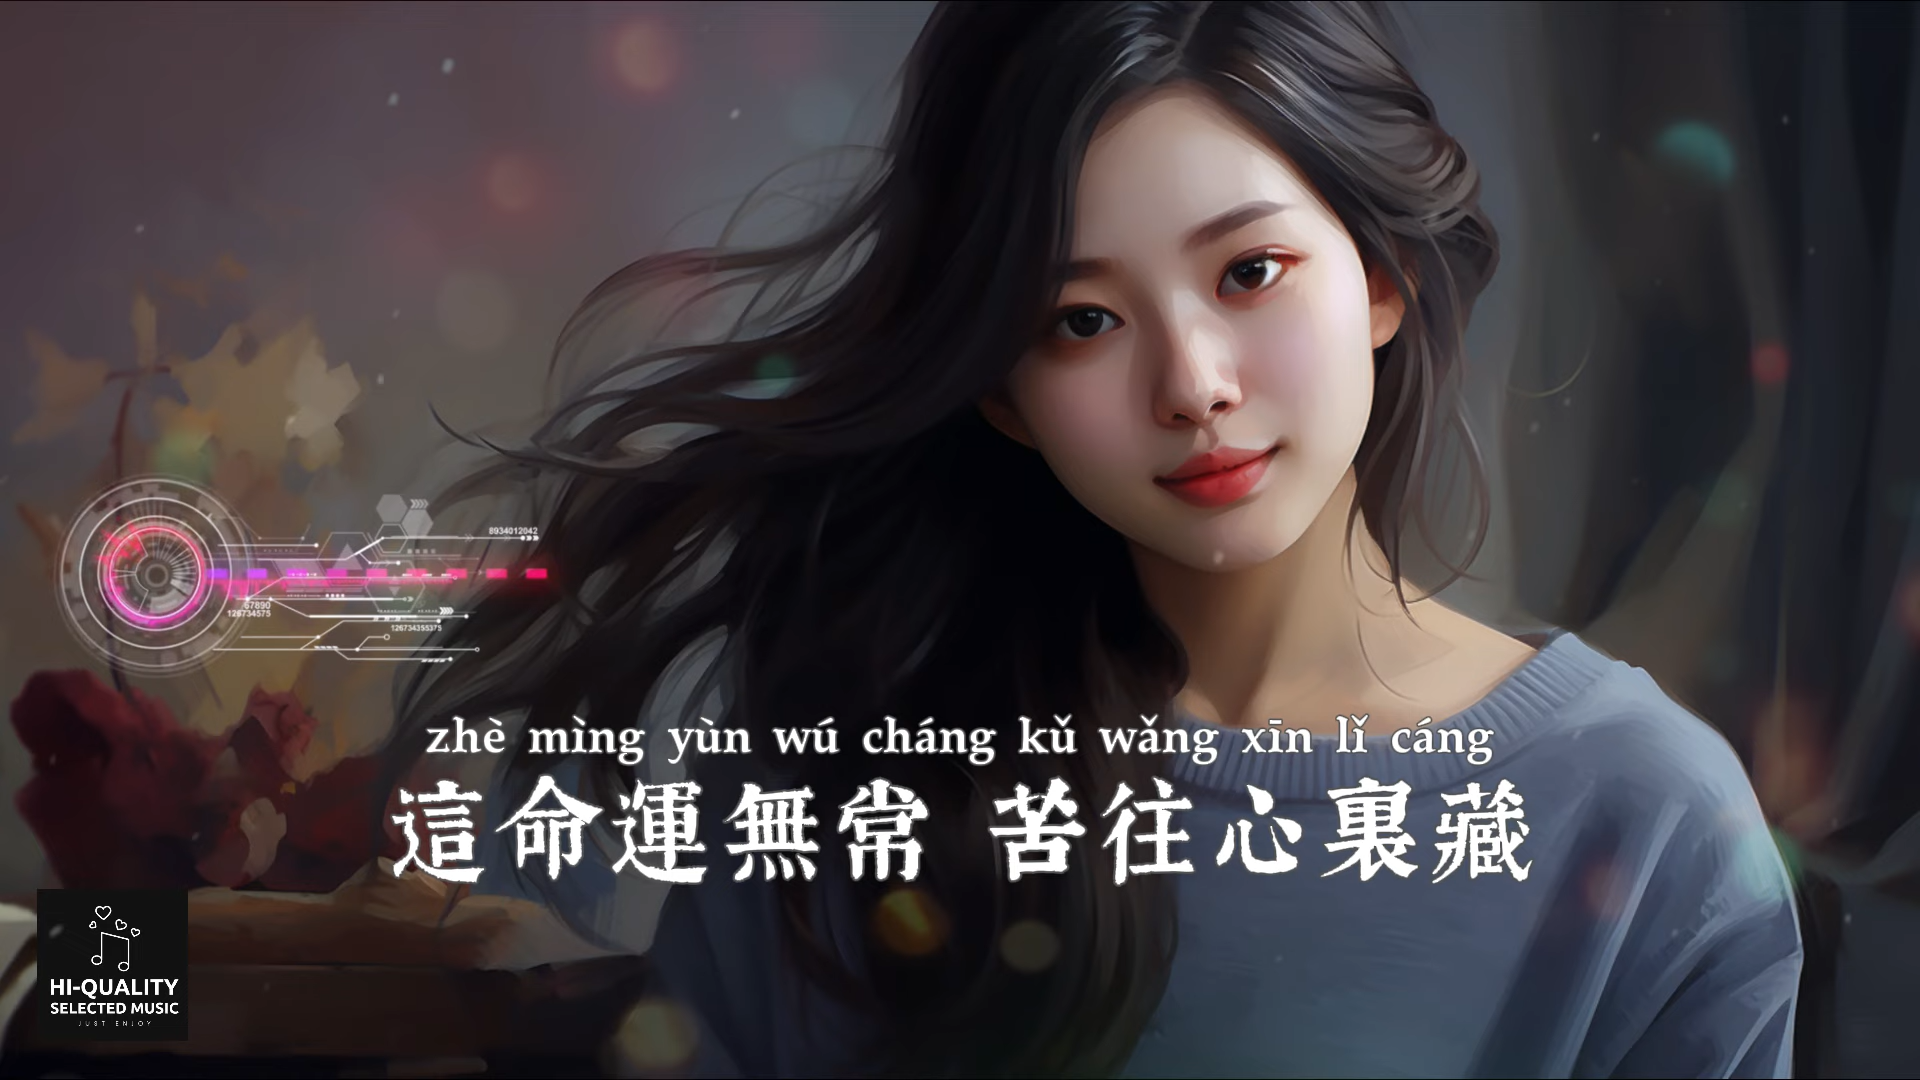 8934012042
67890
126734575
126734355375
zhè mìng yùn wú cháng kǔ wǎng xīn lǐ cáng
這命運無常 苦往心裏藏
HI-QUALITY
SELECTED MUSIC
JUST ENJOY